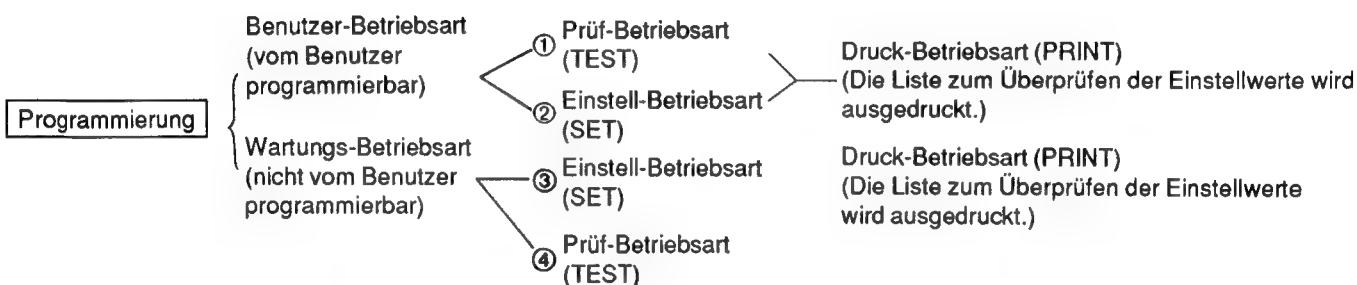 Programmierung
Benutzer-Betriebsart
(vom Benutzer
programmierbar)
① Prüf-Betriebsart
(TEST)
② Einstell-Betriebsart
(SET)
Druck-Betriebsart (PRINT)
(Die Liste zum Überprüfen der Einstellwerte wird
ausgedruckt.)
Wartungs-Betriebsart
(nicht vom Benutzer
programmierbar)
③ Einstell-Betriebsart
(SET)
④ Prüf-Betriebsart
(TEST)
Druck-Betriebsart (PRINT)
(Die Liste zum Überprüfen der Einstellwerte
wird ausgedruckt.)